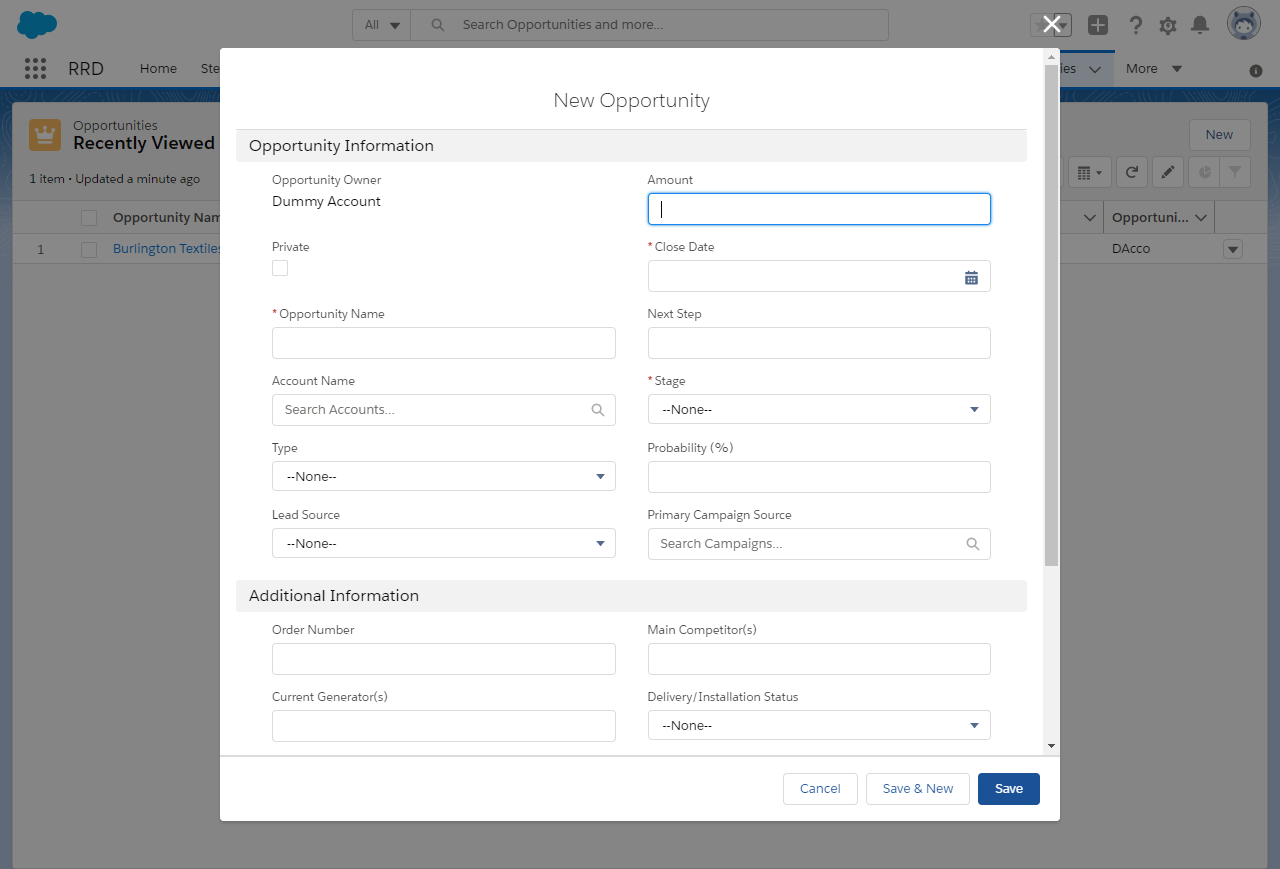 All
Search Opportunities and more...
RRD
Home
Ste
ies
More
Opportunities
Recently Viewed
New
1 item • Updated a minute ago
Opportunity Nam
Opportuni...
1
Burlington Textiles
DAcco
New Opportunity
Opportunity Information
Opportunity Owner
Dummy Account
Amount
Private
*Close Date
*Opportunity Name
Next Step
Account Name
Search Accounts...
*Stage
--None--
Type
--None--
Probability (%)
Lead Source
--None--
Primary Campaign Source
Search Campaigns...
Additional Information
Order Number
Main Competitor(s)
Current Generator(s)
Delivery/Installation Status
--None--
Cancel
Save & New
Save